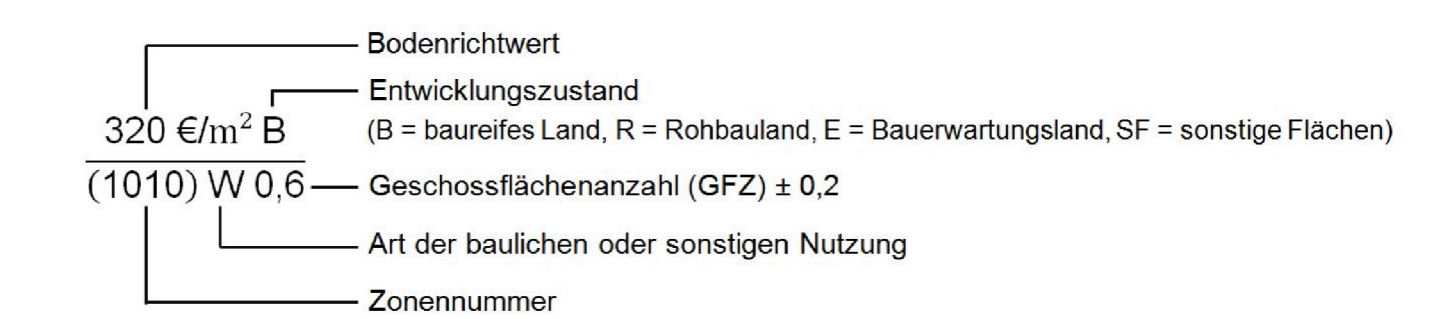 Bodenrichtwert
Entwicklungszustand
320 €/m² B
(B = baureifes Land, R = Rohbauland, E = Bauerwartungsland, SF = sonstige Flächen)
(1010) W 0,6
Geschossflächenanzahl (GFZ) ± 0,2
Art der baulichen oder sonstigen Nutzung
Zonennummer